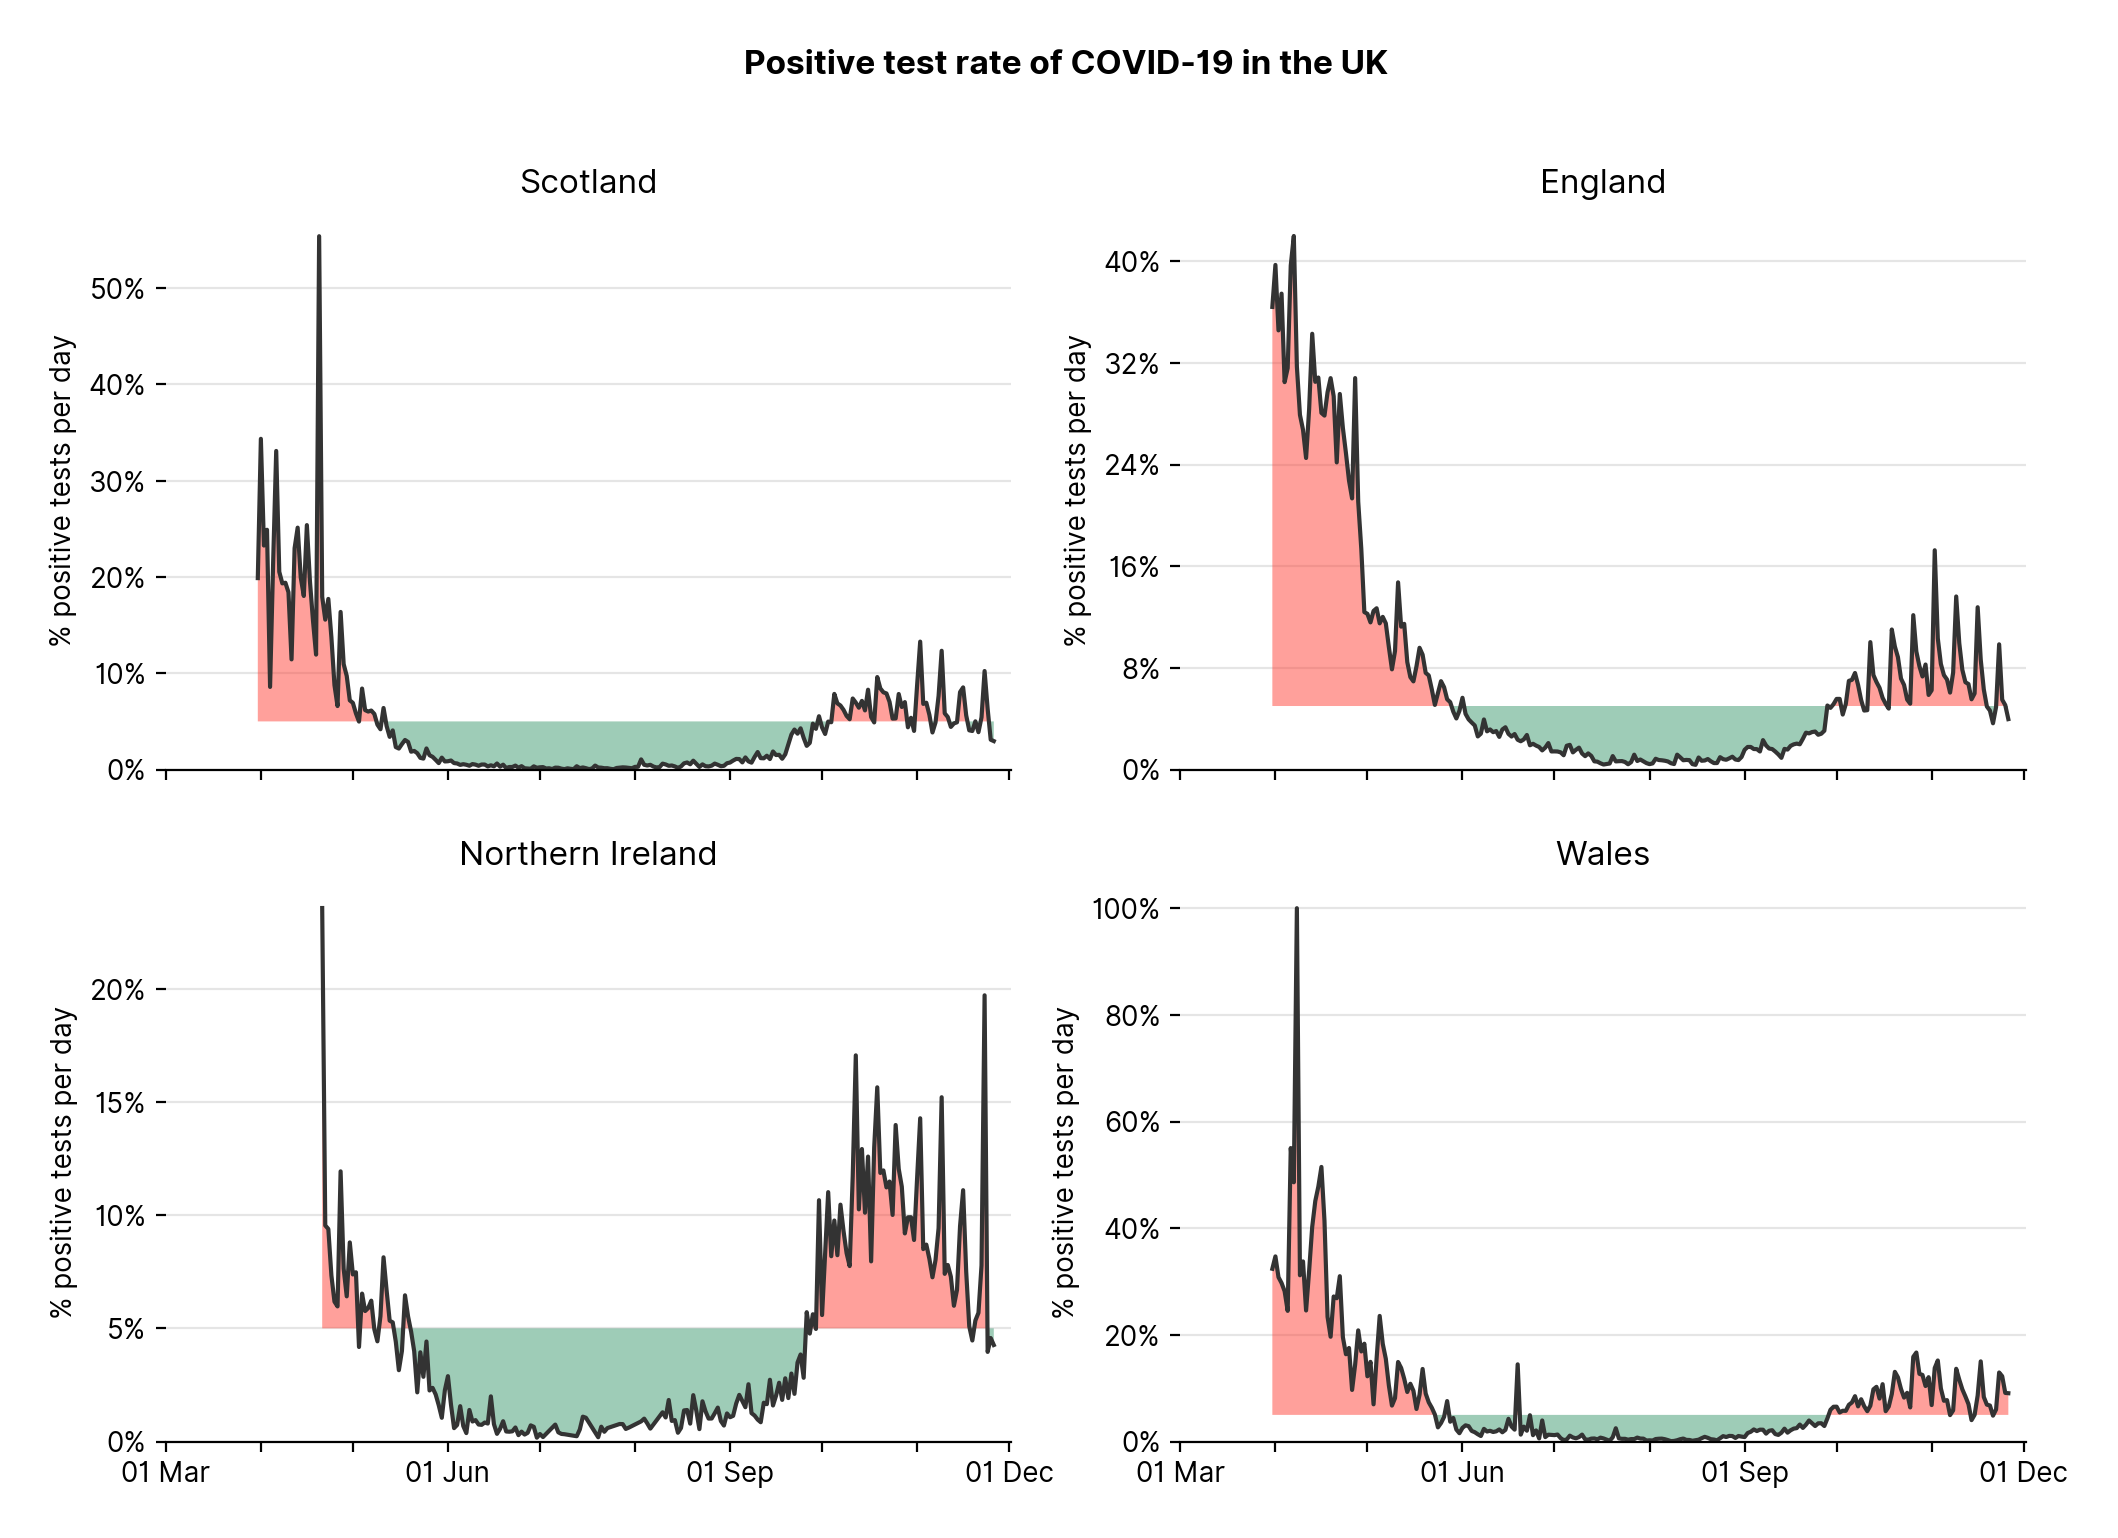 Positive test rate of COVID-19 in the UK
Scotland
% positive tests per day
50%
40%
30%
20%
10%
0%
England
% positive tests per day
40%
32%
24%
16%
8%
0%
Northern Ireland
% positive tests per day
20%
15%
10%
5%
0%
01 Mar
01 Jun
01 Sep
01 Dec
Wales
% positive tests per day
100%
80%
60%
40%
20%
0%
01 Mar
01 Jun
01 Sep
01 Dec